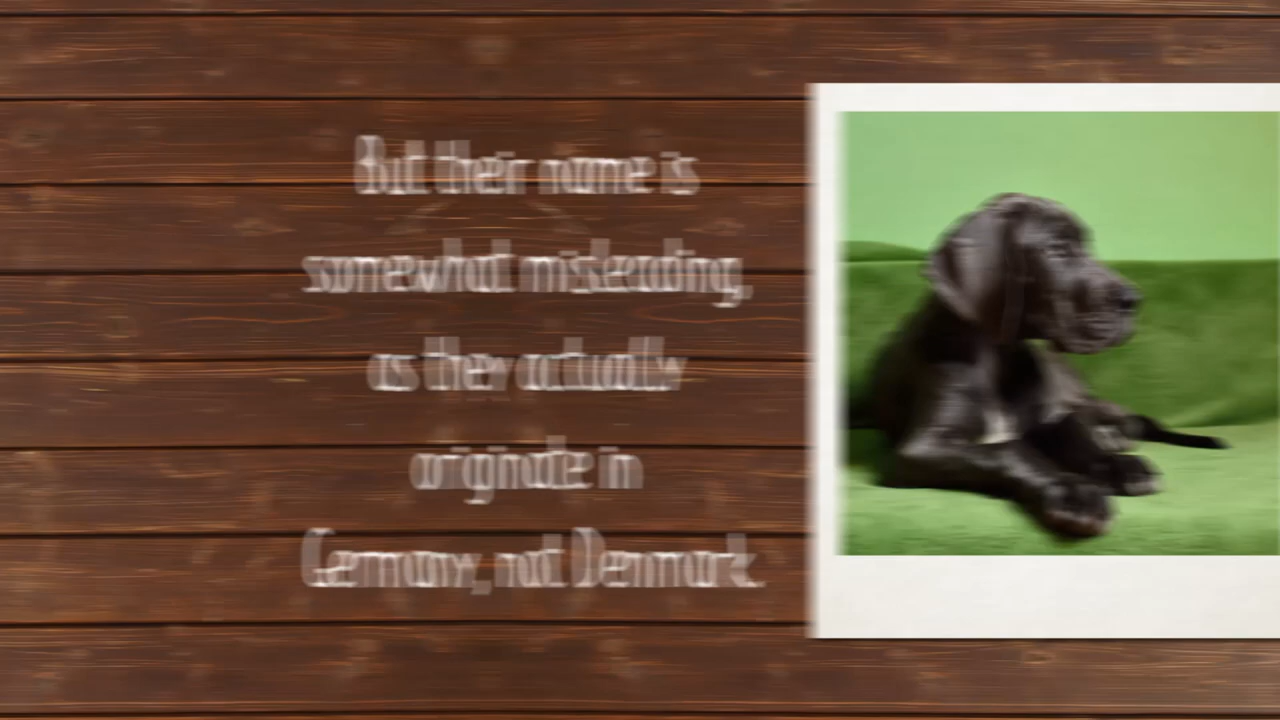 But their name is
somewhat misleading,
as they actually
originate in
Germany, not Denmark.